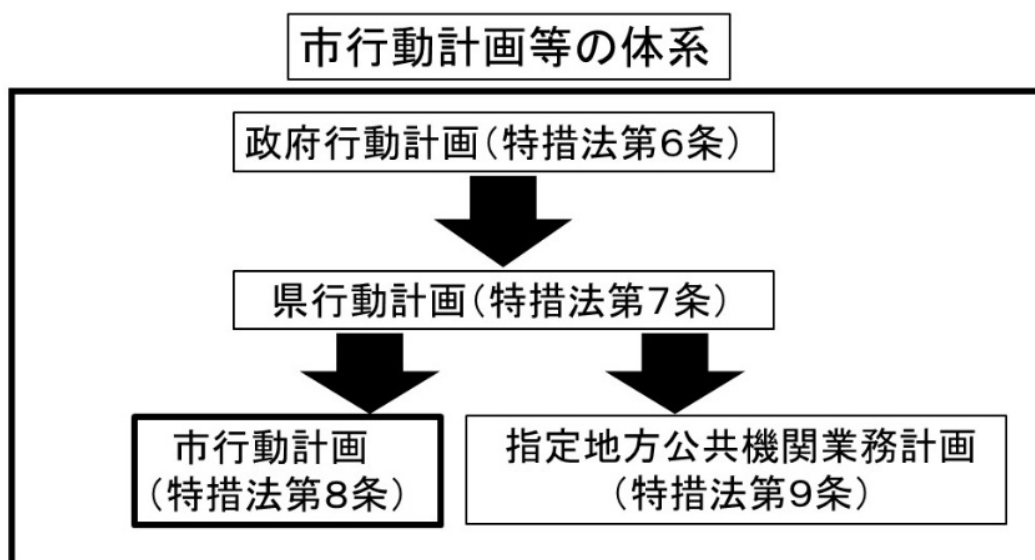 市行動計画等の体系
政府行動計画（特措法第６条）
県行動計画（特措法第７条）
市行動計画
（特措法第８条）
指定地方公共機関業務計画
（特措法第９条）